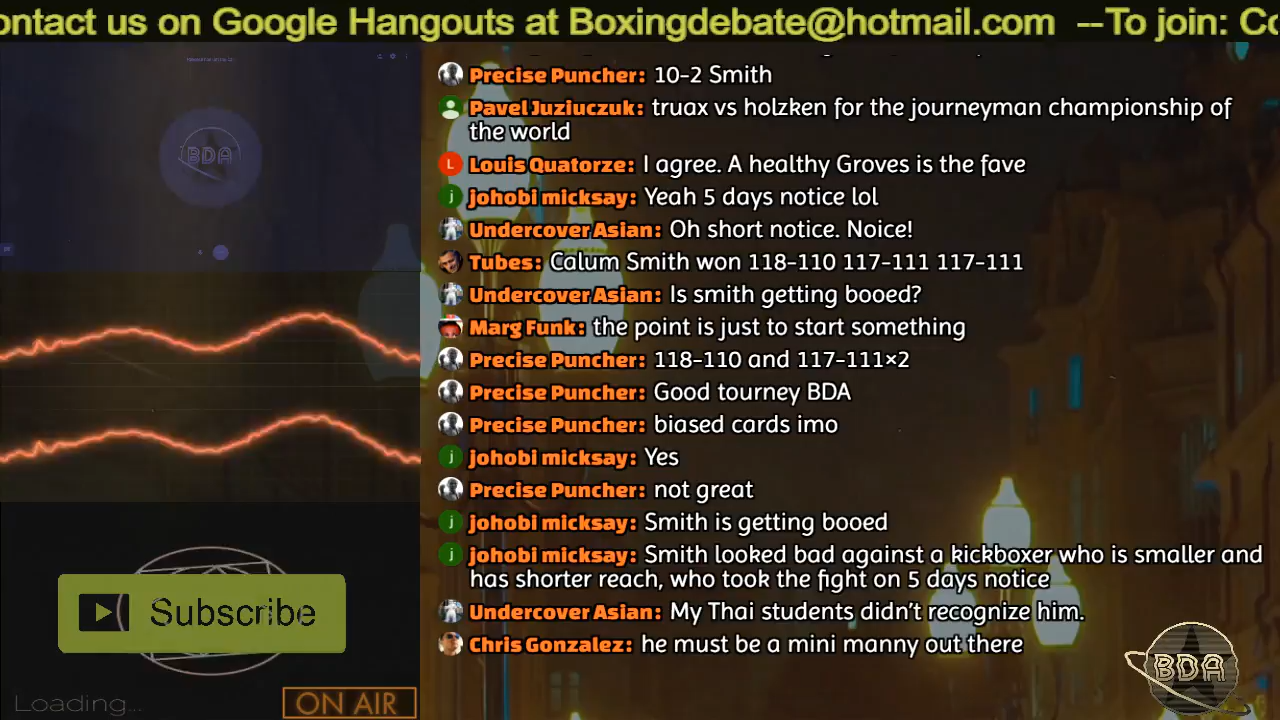 ontact us on Google Hangouts at Boxingdebate@hotmail.com --To join: Co
Precise Puncher: 10-2 Smith
Pavel Juziuczuk: truax vs holzken for the journeyman championship of
the world
Louis Quatorze: I agree. A healthy Groves is the fave
johobi micksay: Yeah 5 days notice lol
Undercover Asian: Oh short notice. Noice!
Tubes: Calum Smith won 118-110 117-111 117-111
Undercover Asian: Is smith getting booed?
Marg Funk: the point is just to start something
Precise Puncher: 118-110 and 117-111×2
Precise Puncher: Good tourney BDA
Precise Puncher: biased cards imo
johobi micksay: Yes
Precise Puncher: not great
johobi micksay: Smith is getting booed
johobi micksay: Smith looked bad against a kickboxer who is smaller and
has shorter reach, who took the fight on 5 days notice
Undercover Asian: My Thai students didn't recognize him.
Chris Gonzalez: he must be a mini manny out there
BDA
L
j
j
j
j
j
Subscribe
Loading...
ON AIR
BDA